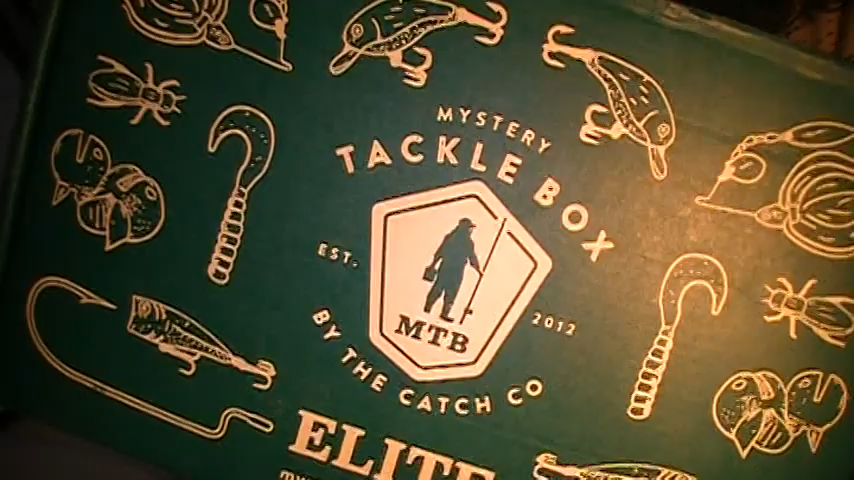 MYSTERY
TACKLE BOX
EST. 2012
MTB
BY THE CATCH CO
ELITE